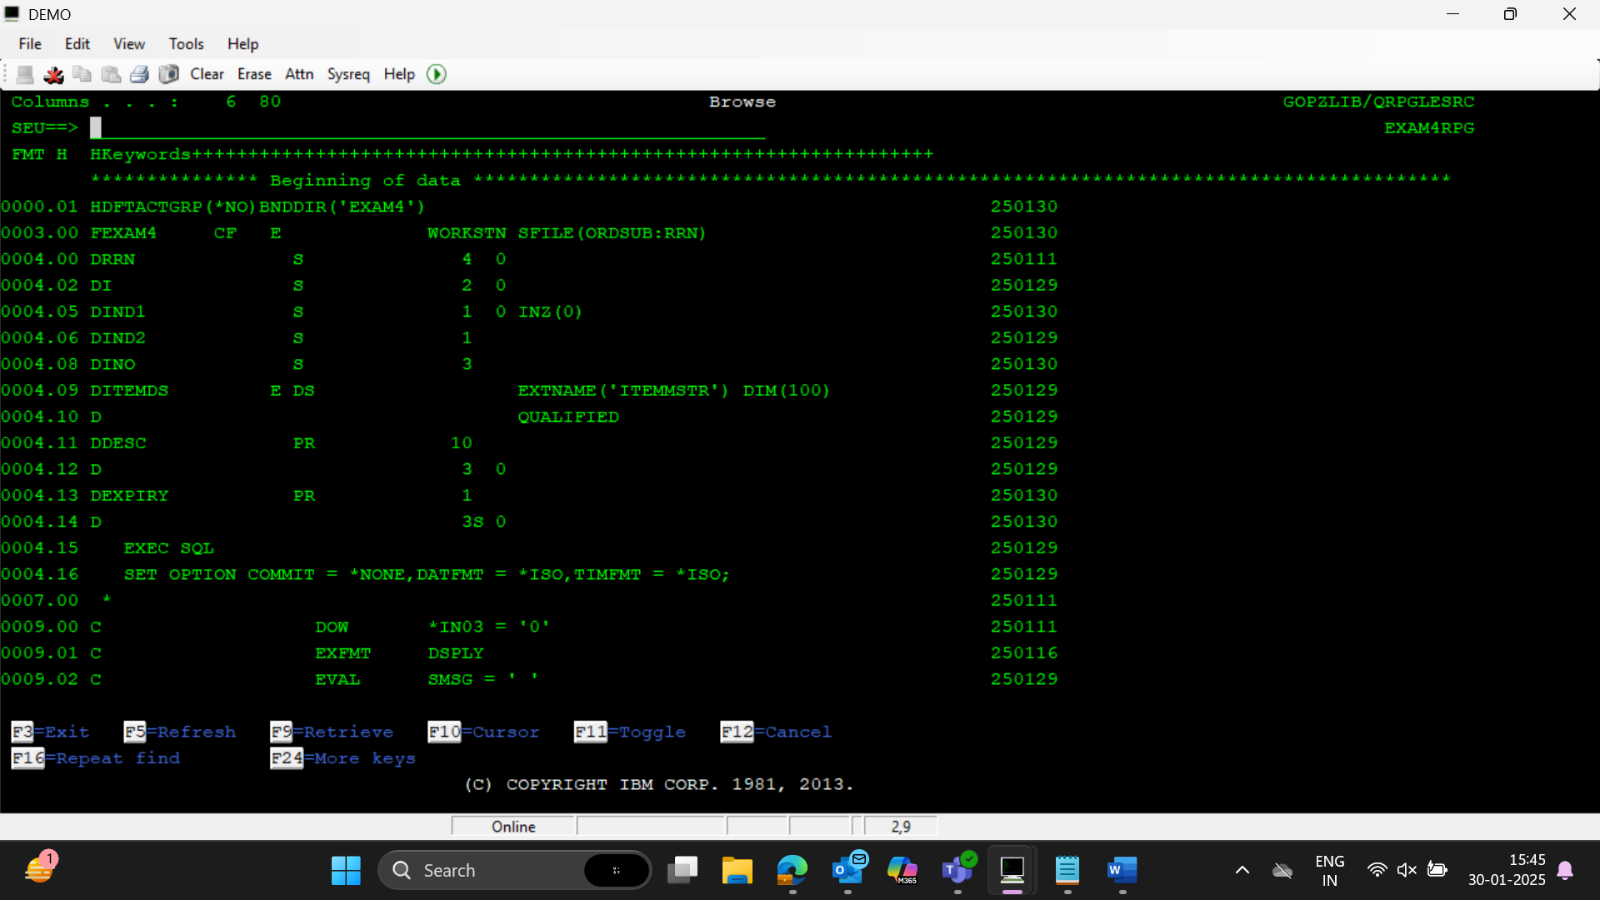 DEMO
File Edit View Tools Help
Clear Erase Attn Sysreq Help
Columns . . . :    6  80                                      Browse                                             GOPZLIB/QRPGLESRC
SEU==>                                                                                                                    EXAM4RPG
FMT H  HKeywords++++++++++++++++++++++++++++++++++++++++++++++++++++++++++++++++++
       *************** Beginning of data ***************************************************************************************
0000.01 HDFTACTGRP(*NO)BNDDIR('EXAM4')                                                  250130
0003.00 FEXAM4     CF   E             WORKSTN SFILE(ORDSUB:RRN)                         250130
0004.00 DRRN              S              4  0                                           250111
0004.02 DI                S              2  0                                           250129
0004.05 DIND1             S              1  0 INZ(0)                                    250130
0004.06 DIND2             S              1                                              250129
0004.08 DINO              S              3                                              250130
0004.09 DITEMDS         E DS                  EXTNAME('ITEMMSTR') DIM(100)              250129
0004.10 D                                     QUALIFIED                                 250129
0004.11 DDESC             PR            10                                              250129
0004.12 D                                3  0                                           250129
0004.13 DEXPIRY           PR             1                                              250130
0004.14 D                                3S 0                                           250130
0004.15    EXEC SQL                                                                     250129
0004.16    SET OPTION COMMIT = *NONE,DATFMT = *ISO,TIMFMT = *ISO;                       250129
0007.00  *                                                                              250111
0009.00 C                   DOW       *IN03 = '0'                                       250111
0009.01 C                   EXFMT     DSPLY                                             250116
0009.02 C                   EVAL      SMSG = ' '                                        250129
F3=Exit   F5=Refresh   F9=Retrieve   F10=Cursor   F11=Toggle   F12=Cancel
F16=Repeat find        F24=More keys
(C) COPYRIGHT IBM CORP. 1981, 2013.
Online 2,9
1 Search M365 ENG IN 15:45 30-01-2025